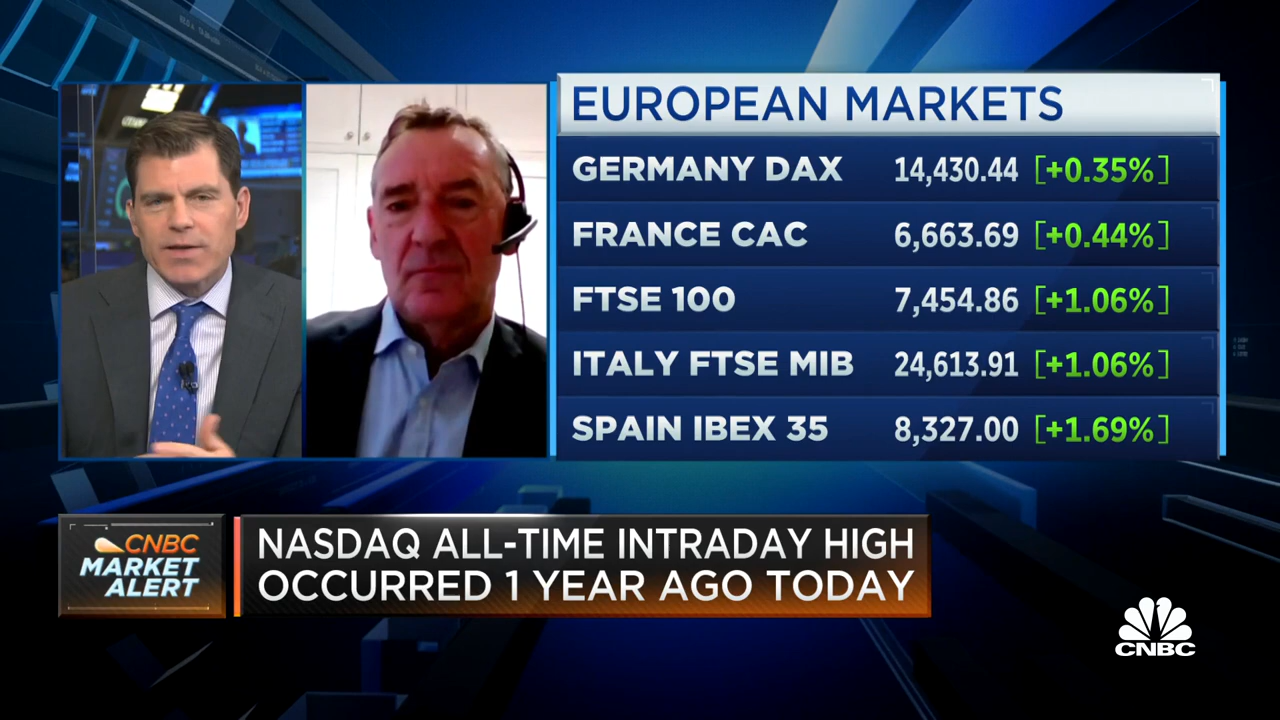 EUROPEAN MARKETS
GERMANY DAX 14,430.44 [+0.35%]
FRANCE CAC 6,663.69 [+0.44%]
FTSE 100 7,454.86 [+1.06%]
ITALY FTSE MIB 24,613.91 [+1.06%]
SPAIN IBEX 35 8,327.00 [+1.69%]
CNBC
MARKET
ALERT
NASDAQ ALL-TIME INTRADAY HIGH
OCCURRED 1 YEAR AGO TODAY
CNBC